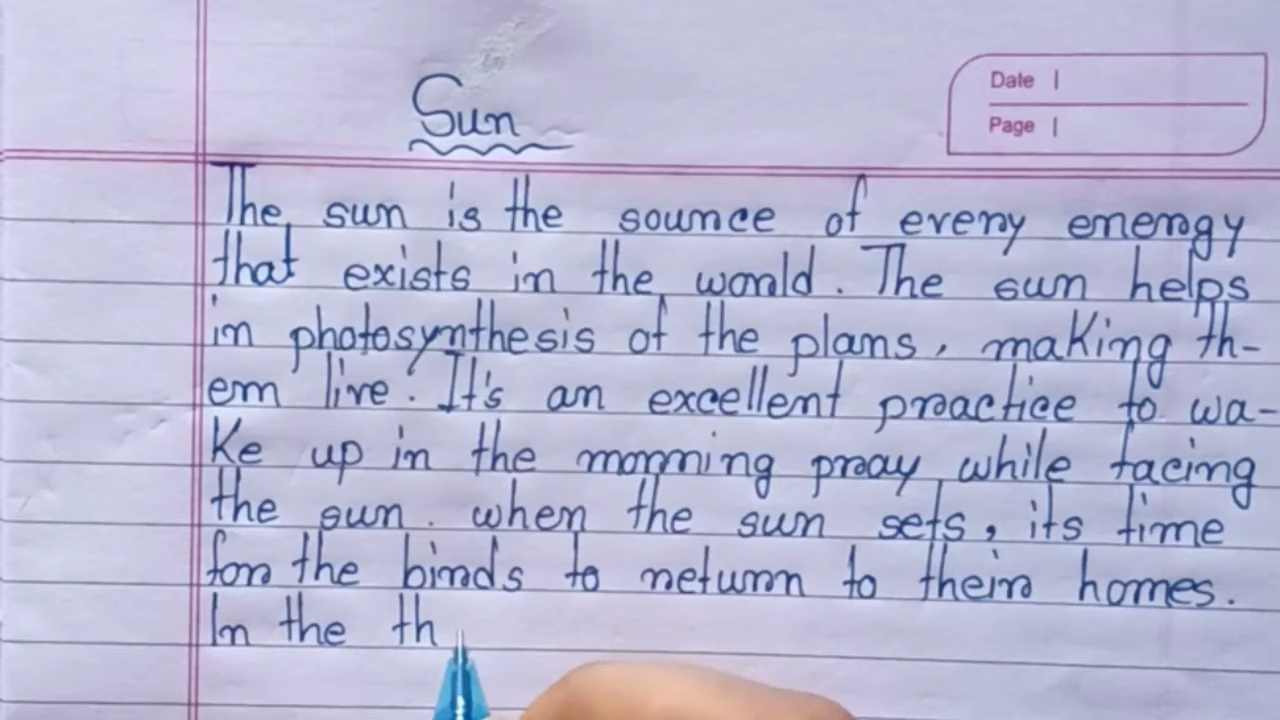 Sun
Date |
Page |
The sun is the source of every energy
that exists in the world. The sun helps
in photosynthesis of the plans, making th-
em live. It's an excellent practice to wa-
ke up in the morning pray while facing
the sun. when the sun sets, its time
for the birds to return to their homes.
In the th